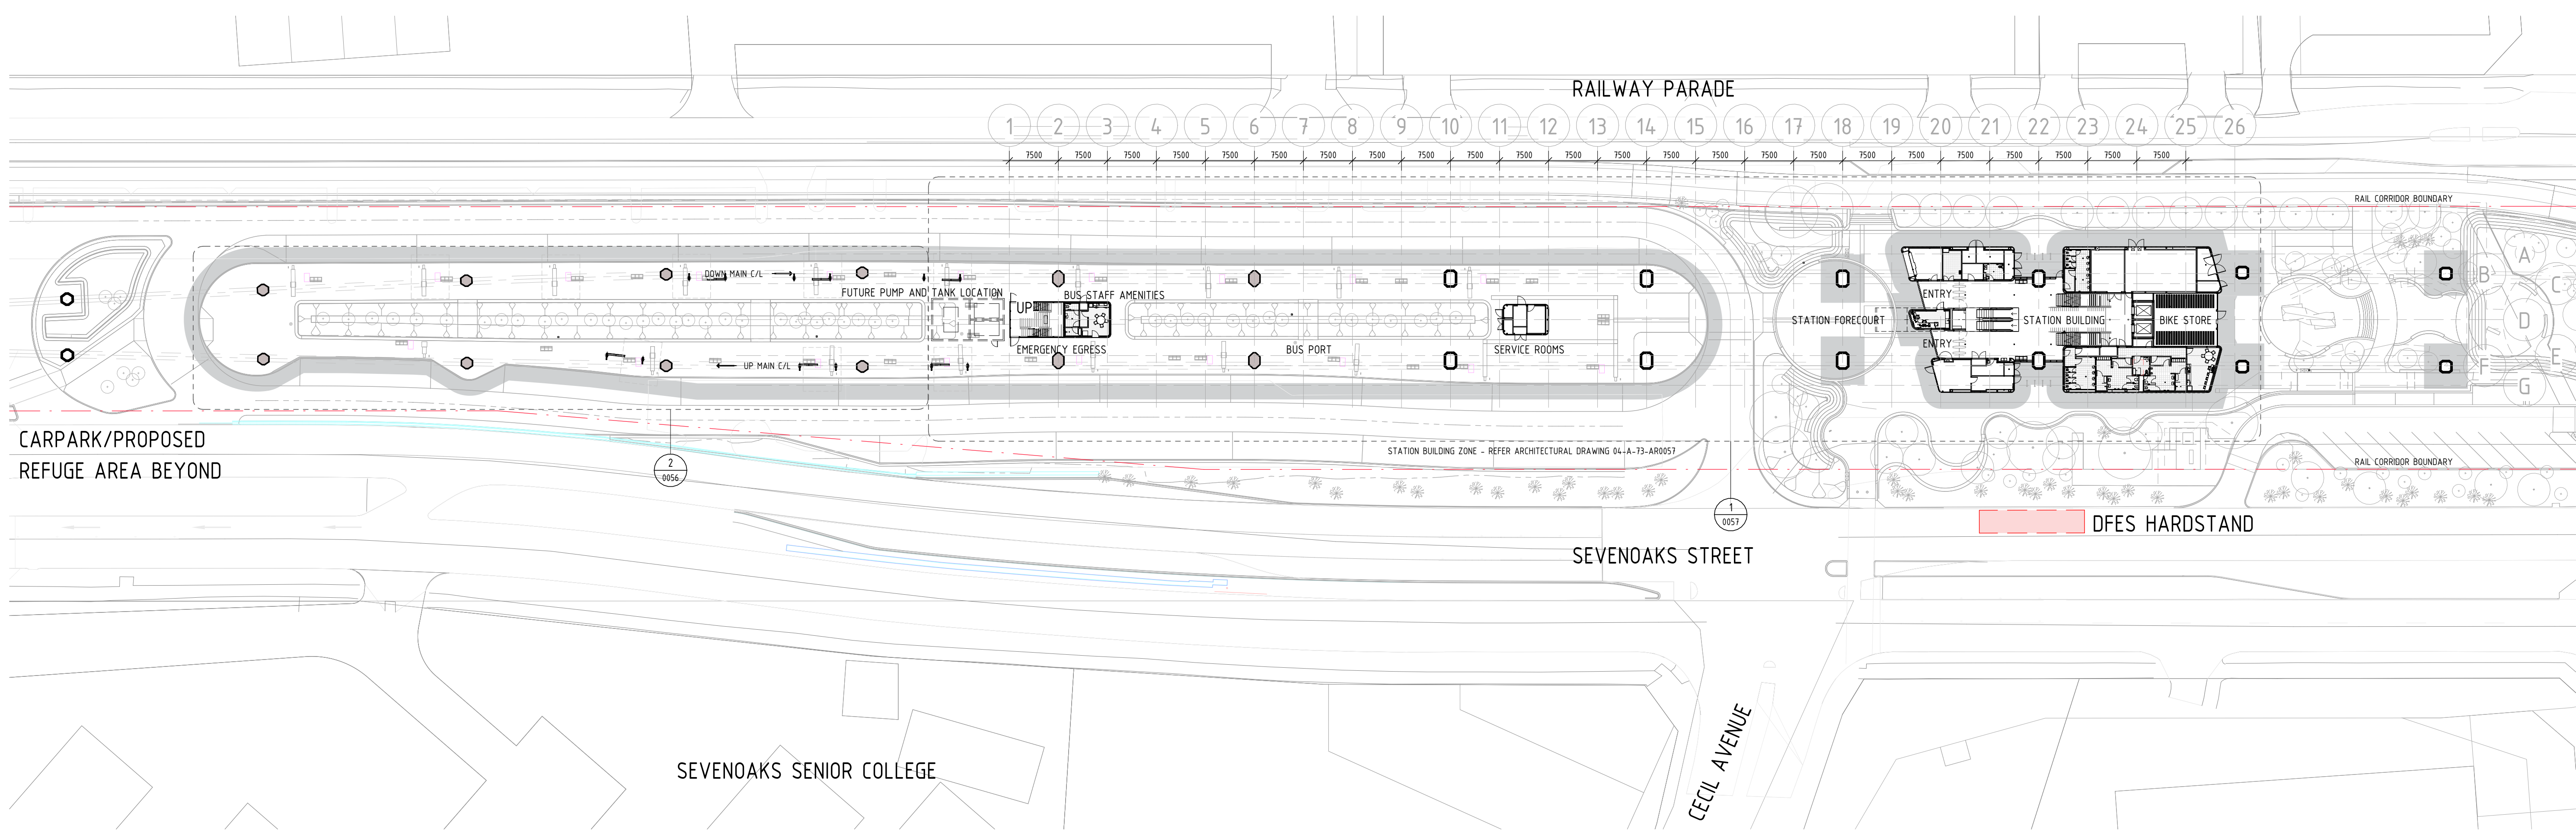 RAILWAY PARADE
1 2 3 4 5 6 7 8 9 10 11 12 13 14 15 16 17 18 19 20 21 22 23 24 25 26
7500 7500 7500 7500 7500 7500 7500 7500 7500 7500 7500 7500 7500 7500 7500 7500 7500 7500 7500 7500 7500 7500 7500 7500
RAIL CORRIDOR BOUNDARY
A
B
C
D
E
F
G
DOWN MAIN C/L
FUTURE PUMP AND TANK LOCATION
BUS STAFF AMENITIES
UP
ENTRY
STATION FORECOURT
STATION BUILDING
BIKE STORE
ENTRY
EMERGENCY EGRESS
BUS PORT
SERVICE ROOMS
UP MAIN C/L
CARPARK/PROPOSED
REFUGE AREA BEYOND
STATION BUILDING ZONE - REFER ARCHITECTURAL DRAWING 04-A-73-AR0057
RAIL CORRIDOR BOUNDARY
2
0056
1
0057
DFES HARDSTAND
SEVENOAKS STREET
CECIL AVENUE
SEVENOAKS SENIOR COLLEGE